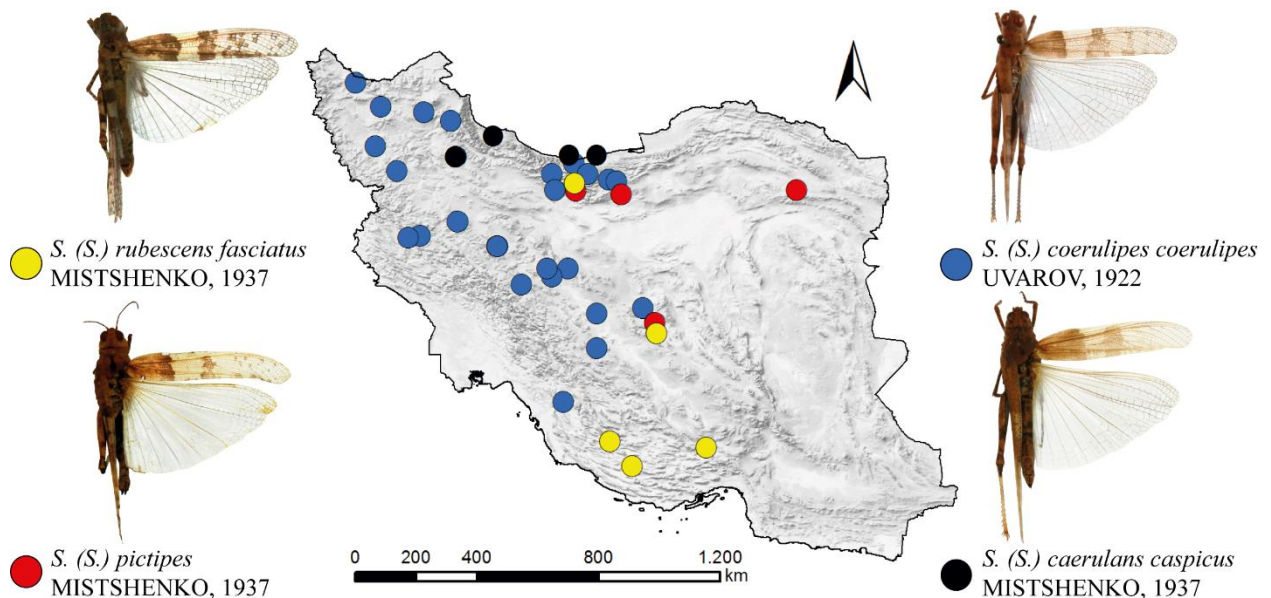 S. (S.) rubescens fasciatus
MISTSHENKO, 1937
S. (S.) coerulipes coerulipes
UVAROV, 1922
S. (S.) pictipes
MISTSHENKO, 1937
S. (S.) caerulans caspicus
MISTSHENKO, 1937
0 200 400 800 1.200
km